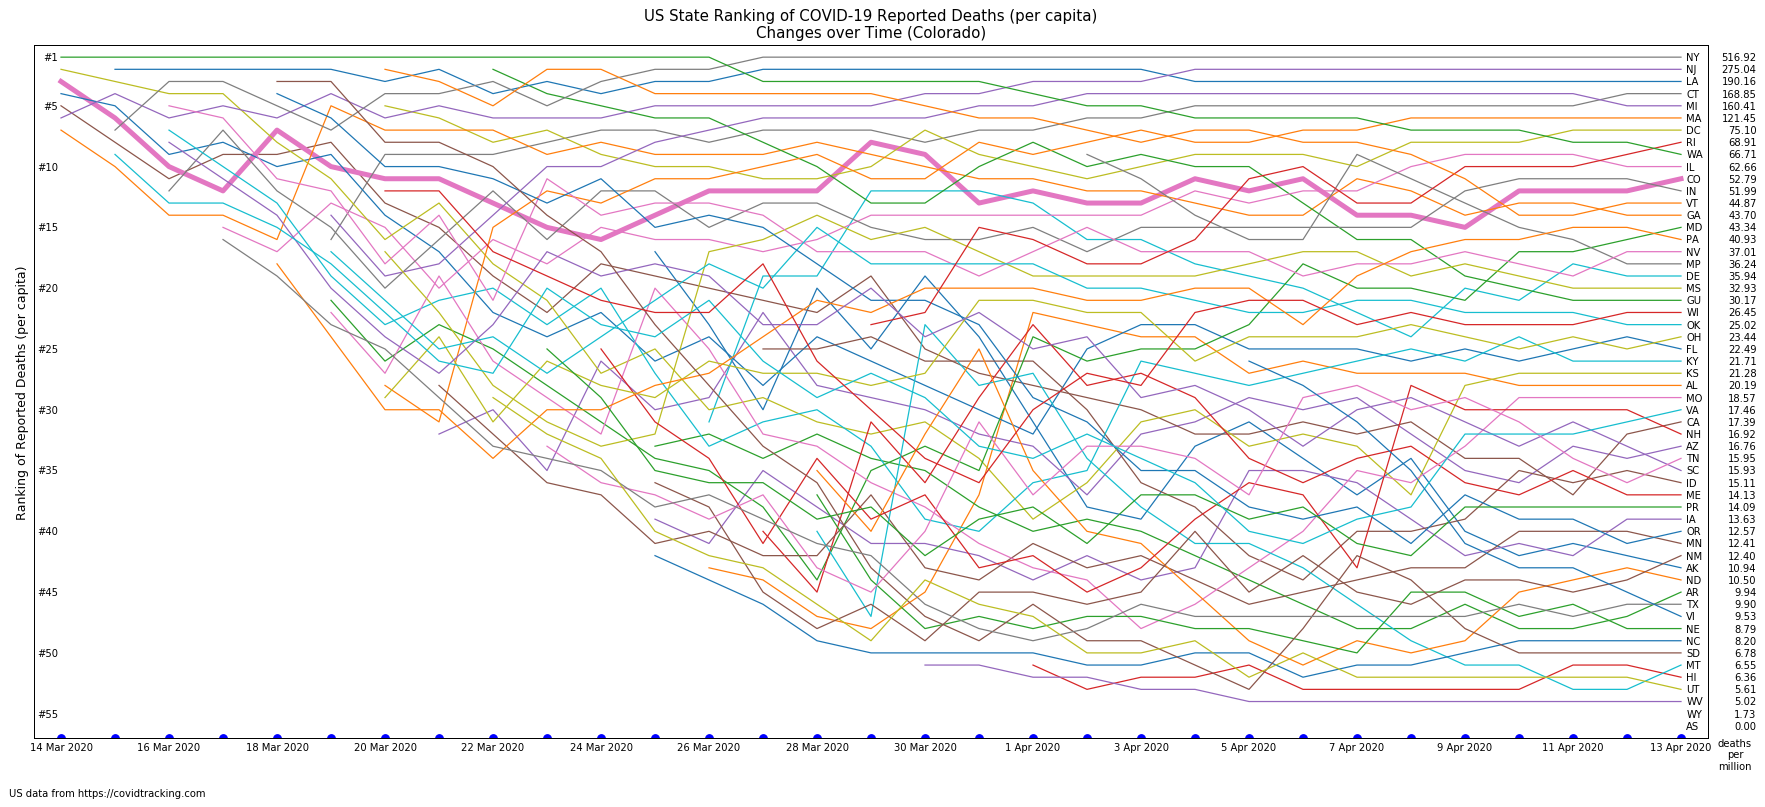 US State Ranking of COVID-19 Reported Deaths (per capita)
Changes over Time (Colorado)
Ranking of Reported Deaths (per capita)
#1
#5
#10
#15
#20
#25
#30
#35
#40
#45
#50
#55
NY 516.92
NJ 275.04
LA 190.16
CT 168.85
MI 160.41
MA 121.45
DC 75.10
RI 68.91
WA 66.71
IL 62.66
CO 52.79
IN 51.99
VT 44.87
GA 43.70
MD 43.34
PA 40.93
NV 37.01
MP 36.24
DE 35.94
MS 32.93
GU 30.17
WI 26.45
OK 25.02
OH 23.44
FL 22.49
KY 21.71
KS 21.28
AL 20.19
MO 18.57
VA 17.46
CA 17.39
NH 16.92
AZ 16.76
TN 15.95
SC 15.93
ID 15.11
ME 14.13
PR 14.09
IA 13.63
OR 12.57
MN 12.41
NM 12.40
AK 10.94
ND 10.50
AR 9.94
TX 9.90
VI 9.53
NE 8.79
NC 8.20
SD 6.78
MT 6.55
HI 6.36
UT 5.61
WV 5.02
WY 1.73
AS 0.00
14 Mar 2020 16 Mar 2020 18 Mar 2020 20 Mar 2020 22 Mar 2020 24 Mar 2020 26 Mar 2020 28 Mar 2020 30 Mar 2020 1 Apr 2020 3 Apr 2020 5 Apr 2020 7 Apr 2020 9 Apr 2020 11 Apr 2020 13 Apr 2020
deaths
per
million
US data from https://covidtracking.com